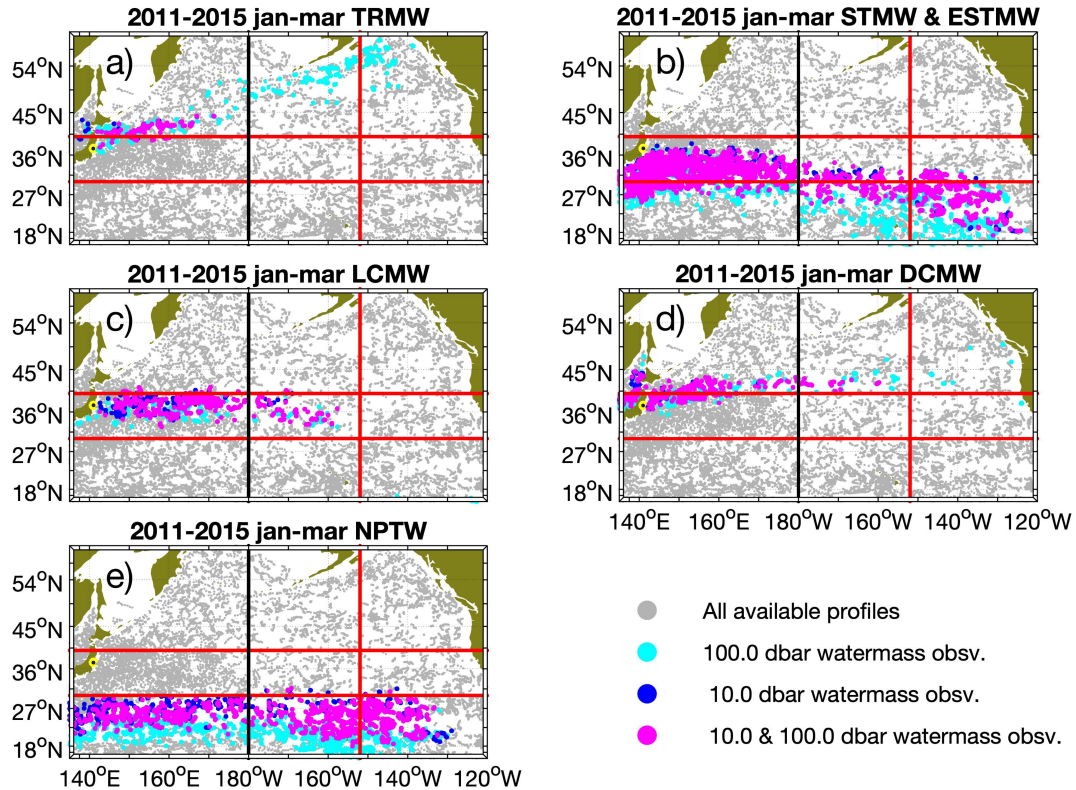 2011-2015 jan-mar TRMW
a)
54°N
45°N
36°N
27°N
18°N
2011-2015 jan-mar STMW & ESTMW
b)
54°N
45°N
36°N
27°N
18°N
2011-2015 jan-mar LCMW
c)
54°N
45°N
36°N
27°N
18°N
2011-2015 jan-mar DCMW
d)
54°N
45°N
36°N
27°N
18°N
140°E 160°E 180°W 160°W 140°W 120°W
2011-2015 jan-mar NPTW
e)
54°N
45°N
36°N
27°N
18°N
140°E 160°E 180°W 160°W 140°W 120°W
All available profiles
100.0 dbar watermass obsv.
10.0 dbar watermass obsv.
10.0 & 100.0 dbar watermass obsv.